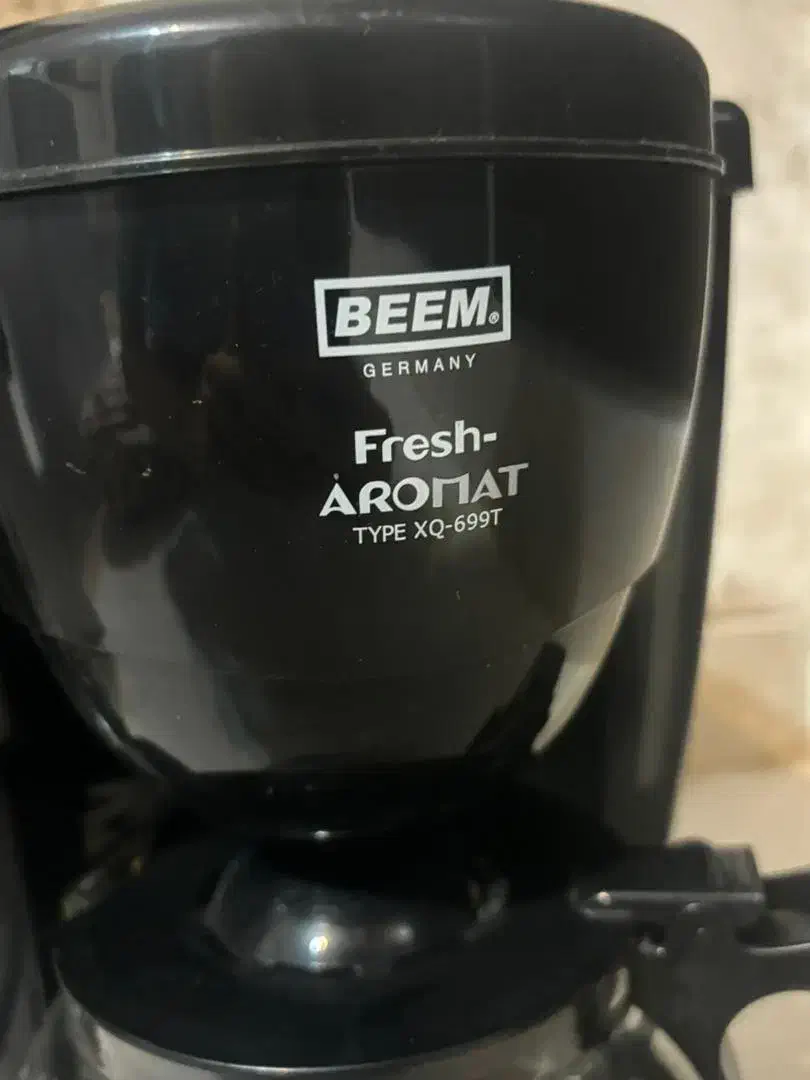 BEEM®
GERMANY
Fresh-
AROMAT
TYPE XQ-699T